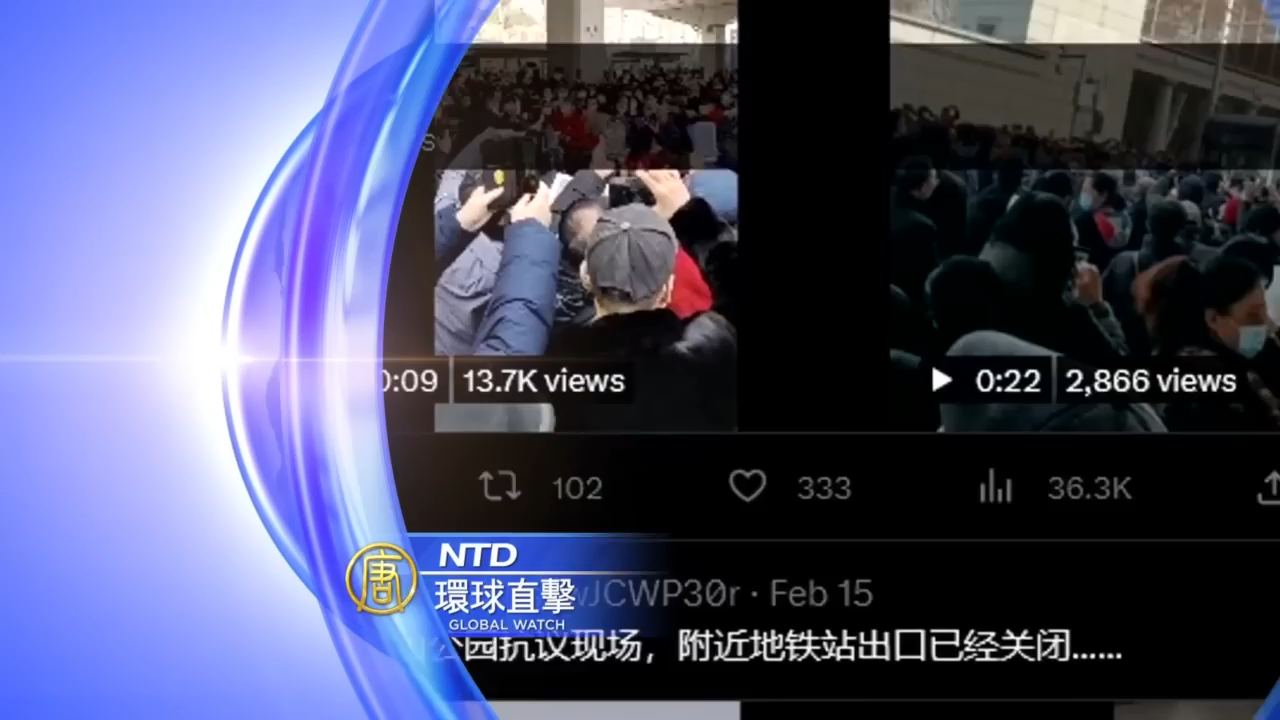 s
0:09 13.7K views
0:22 2,866 views
102 333 36.3K
NTD
唐
環球直擊
GLOBAL WATCH
JCWP30r · Feb 15
公园抗议现场，附近地铁站出口已经关闭......